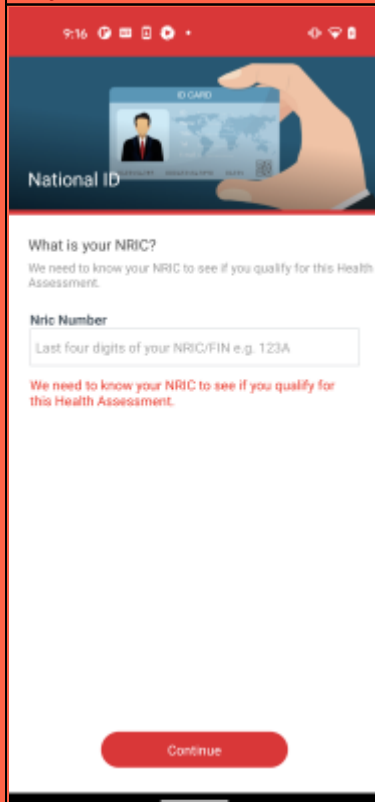 9:16
ID CARD
National ID
What is your NRIC?
We need to know your NRIC to see if you qualify for this Health
Assessment.
Nric Number
Last four digits of your NRIC/FIN e.g. 123A
We need to know your NRIC to see if you qualify for
this Health Assessment.
Continue